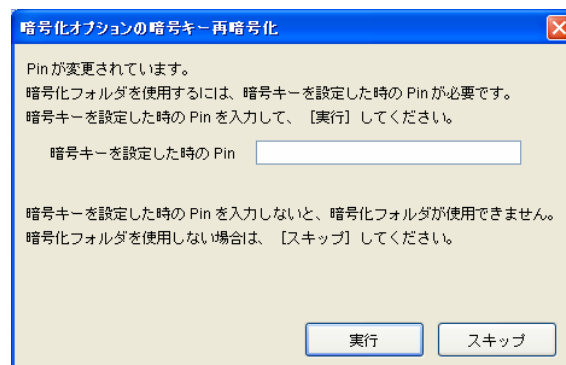 暗号化オプションの暗号キー再暗号化
Pinが変更されています。
暗号化フォルダを使用するには、暗号キーを設定した時の Pinが必要です。
暗号キーを設定した時の Pin を入力して、［実行］してください。
暗号キーを設定した時の Pin
暗号キーを設定した時の Pin を入力しないと、暗号化フォルダが使用できません。
暗号化フォルダを使用しない場合は、［スキップ］してください。
実行 スキップ